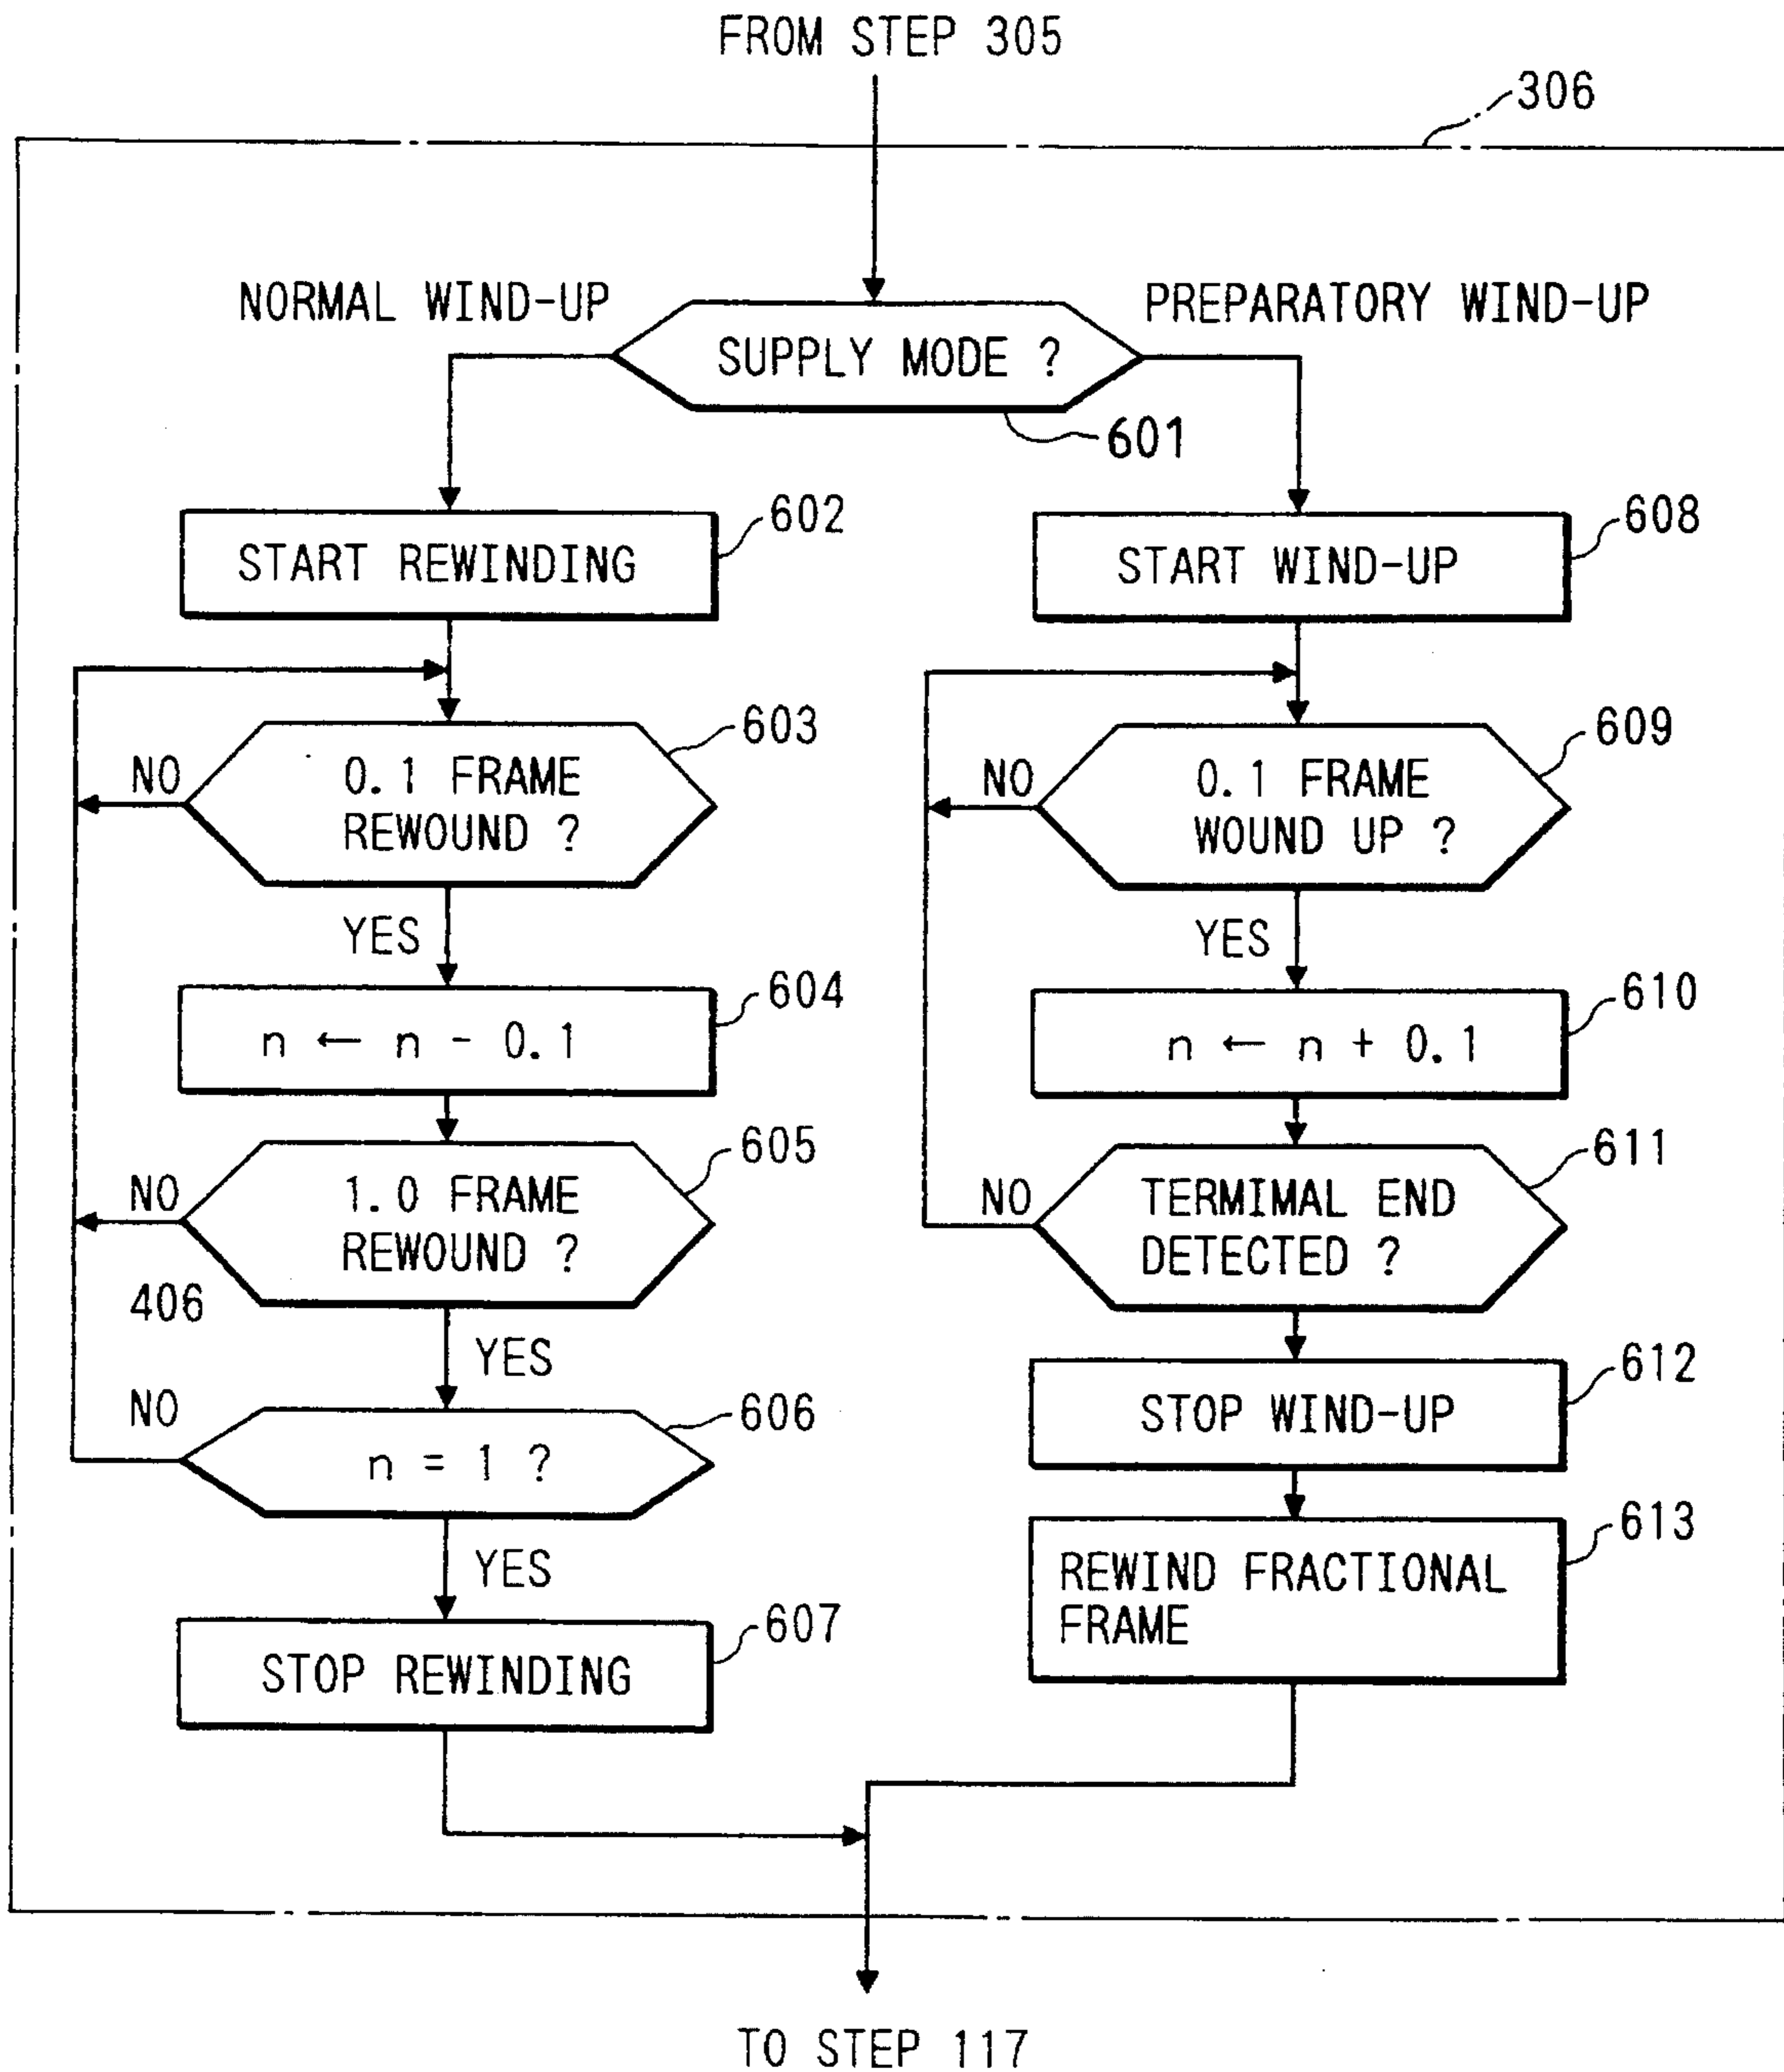 FROM STEP 305
306
NORMAL WIND-UP
PREPARATORY WIND-UP
SUPPLY MODE ?
601
602
START REWINDING
608
START WIND-UP
603
NO
0.1 FRAME
REWOUND ?
YES
609
NO
0.1 FRAME
WOUND UP ?
YES
604
n ← n - 0.1
610
n ← n + 0.1
605
NO
1.0 FRAME
REWOUND ?
406
YES
611
NO
TERMIMAL END
DETECTED ?
612
STOP WIND-UP
NO
606
n = 1 ?
YES
613
REWIND FRACTIONAL
FRAME
607
STOP REWINDING
TO STEP 117